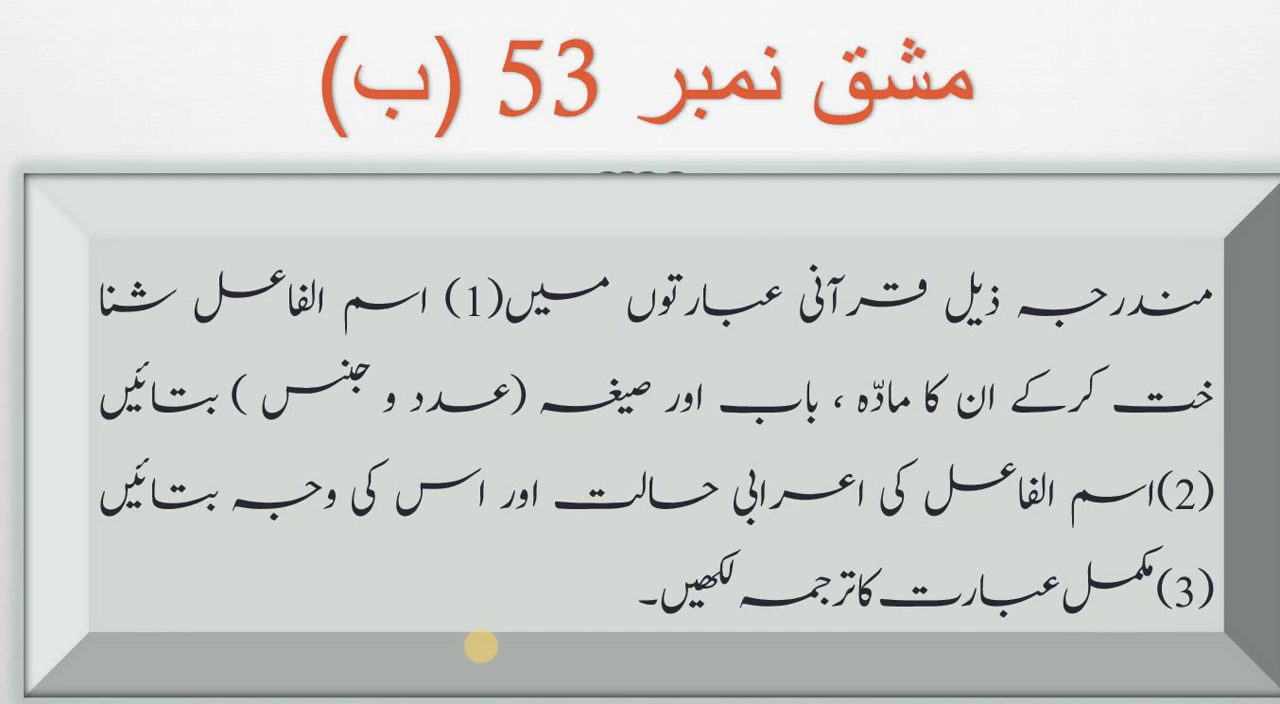 مشق نمبر 53 (ب)
مندرجہ ذیل قرآنی عبارتوں میں(1) اسم الفاعل شنا
خت کرکے ان کا مادّہ ، باب اور صیغہ (عدد و جنس ) بتائیں
(2)اسم الفاعل کی اعرابی حالت اور اس کی وجہ بتائیں
(3)مکمل عبارت کاترجمہ لکھیں۔